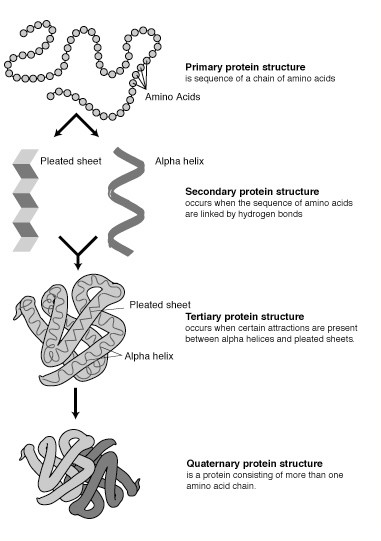 Primary protein structure
is sequence of a chain of amino acids
Amino Acids
Pleated sheet
Alpha helix
Secondary protein structure
occurs when the sequence of amino acids
are linked by hydrogen bonds
Pleated sheet
Tertiary protein structure
occurs when certain attractions are present
between alpha helices and pleated sheets.
Alpha helix
Quaternary protein structure
is a protein consisting of more than one
amino acid chain.